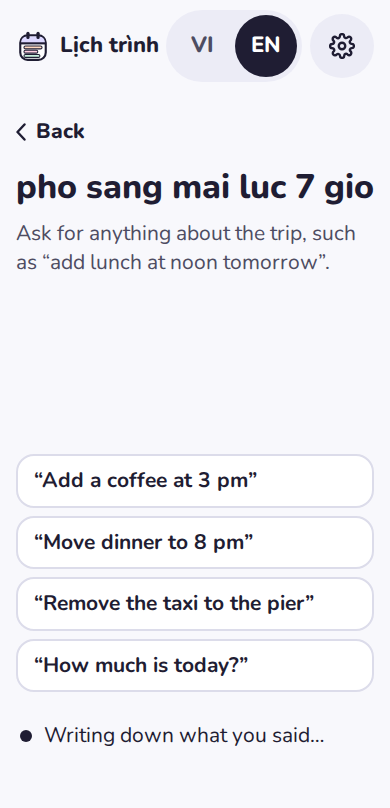 Lịch trình
VI
EN
Back
pho sang mai luc 7 gio
Ask for anything about the trip, such
as “add lunch at noon tomorrow”.
“Add a coffee at 3 pm”
“Move dinner to 8 pm”
“Remove the taxi to the pier”
“How much is today?”
Writing down what you said...